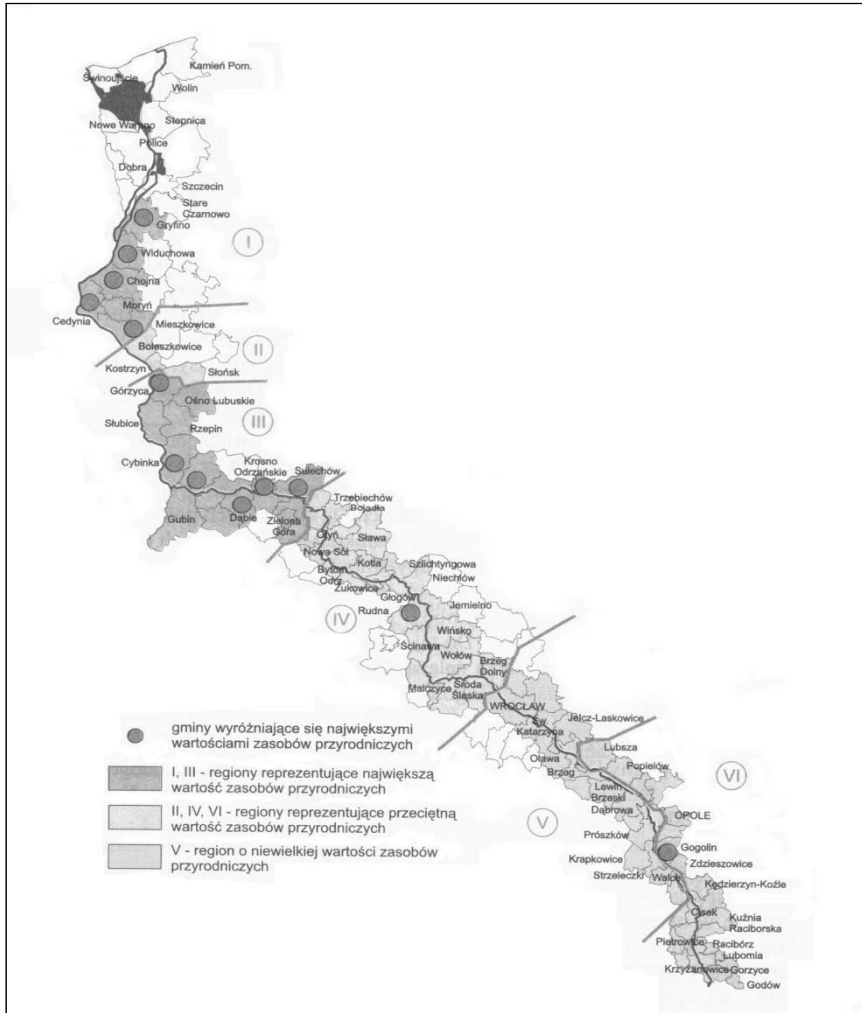 Świnoujście
Kamień Pom.
Wolin
Nowe Warpno
Stepnica
Police
Dobra
Szczecin
Stare
Czarnowo
Gryfino
I
Widuchowa
Chojna
Moryń
Cedynia
Mieszkowice
Boleszkowice
II
Kostrzyn
Słońsk
Górzyca
Ośno Lubuskie
Słubice
III
Rzepin
Cybinka
Krosno
Odrzańskie
Sulechów
Trzebiechów
Bojadła
Gubin
Dąbie
Zielona
Góra
Otyń
Sława
Nowa Sól
Kotla
Szlichtyngowa
Bytom
Odrz.
Niechlów
Żukowice
Głogów
Jemielno
IV
Rudna
Wińsko
Ścinawa
Wołów
Brzeg
Dolny
Malczyce
Środa
Śląska
WROCŁAW
Św.
Katarzyna
Jelcz-Laskowice
Lubsza
Oława
Brzeg
Popielów
VI
Lewin
Brzeski
Dąbrowa
V
OPOLE
Prószków
Gogolin
Krapkowice
Zdzieszowice
Strzeleczki
Walce
Kędzierzyn-Koźle
Cisek
Kuźnia
Raciborska
Pietrowice
Racibórz
Lubomia
Krzyżanowice
Gorzyce
Godów
gminy wyróżniające się największymi
wartościami zasobów przyrodniczych
I, III - regiony reprezentujące największą
wartość zasobów przyrodniczych
II, IV, VI - regiony reprezentujące przeciętną
wartość zasobów przyrodniczych
V - region o niewielkiej wartości zasobów
przyrodniczych